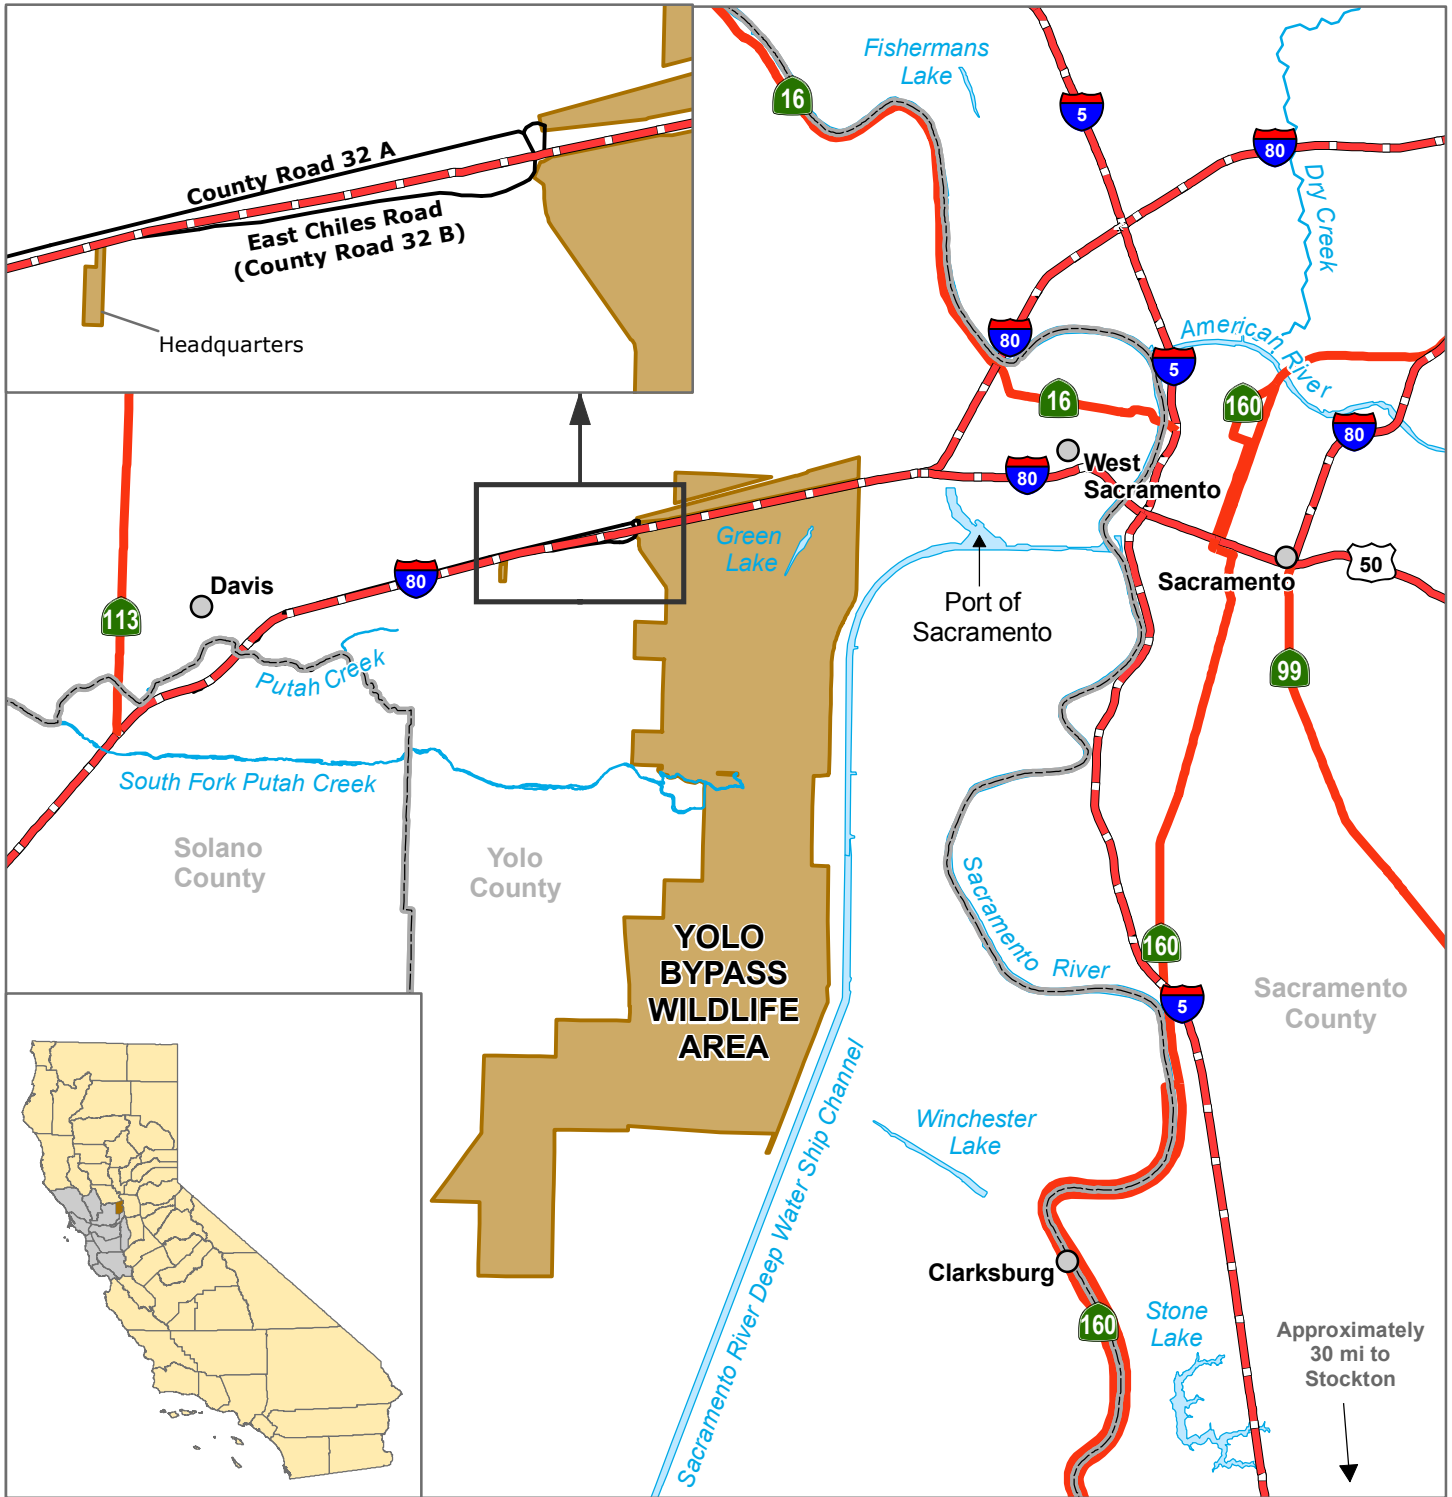 County Road 32 A
East Chiles Road
(County Road 32 B)
Headquarters
Fishermans
Lake
16
5
80
Dry Creek
American River
80
5
16
160
80
West
Sacramento
80
Green
Lake
Port of
Sacramento
Sacramento
50
Davis
80
113
99
Putah Creek
South Fork Putah Creek
Solano
County
Yolo
County
Sacramento River
YOLO
BYPASS
WILDLIFE
AREA
160
5
Sacramento
County
Sacramento River Deep Water Ship Channel
Winchester
Lake
Clarksburg
160
Stone
Lake
Approximately
30 mi to
Stockton